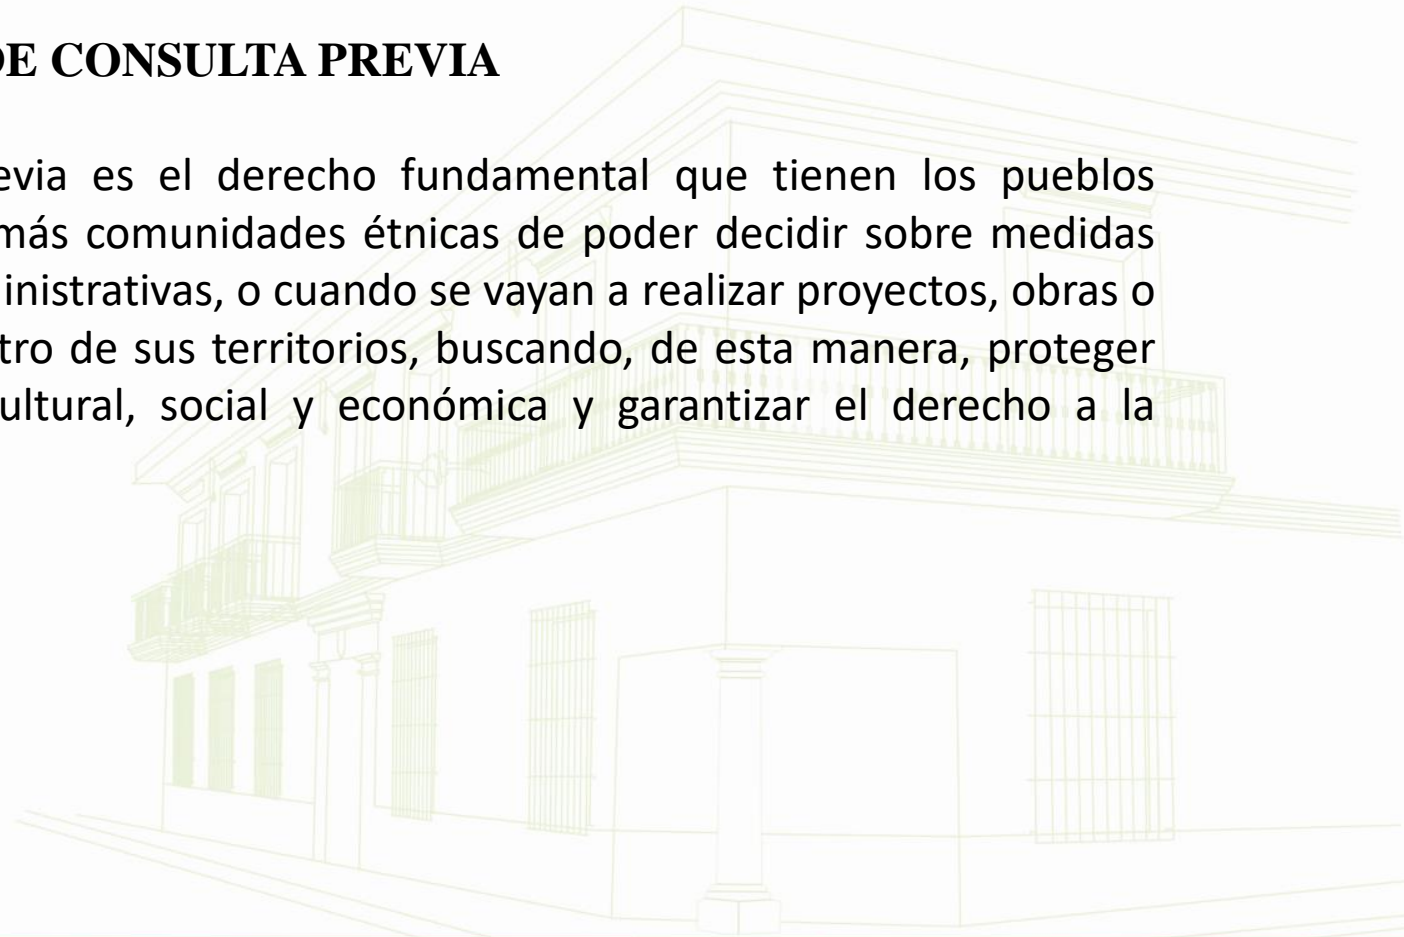 DE CONSULTA PREVIA
evia es el derecho fundamental que tienen los pueblos
más comunidades étnicas de poder decidir sobre medidas
inistrativas, o cuando se vayan a realizar proyectos, obras o
tro de sus territorios, buscando, de esta manera, proteger
ultural, social y económica y garantizar el derecho a la